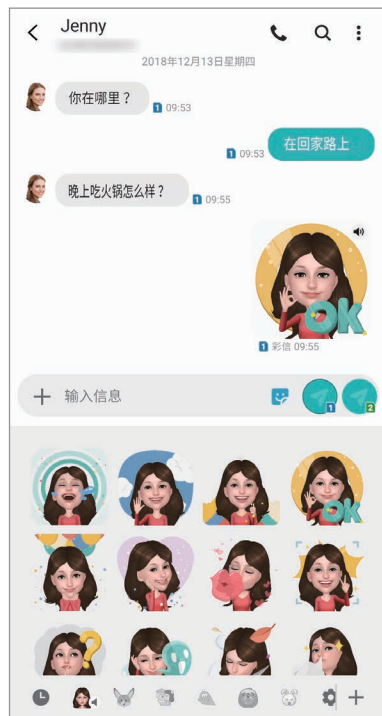 Jenny
2018年12月13日星期四
你在哪里？
1 09:53
在回家路上
1 09:53
晚上吃火锅怎么样？
1 09:55
OK
1 彩信 09:55
输入信息
1
2
OK
?